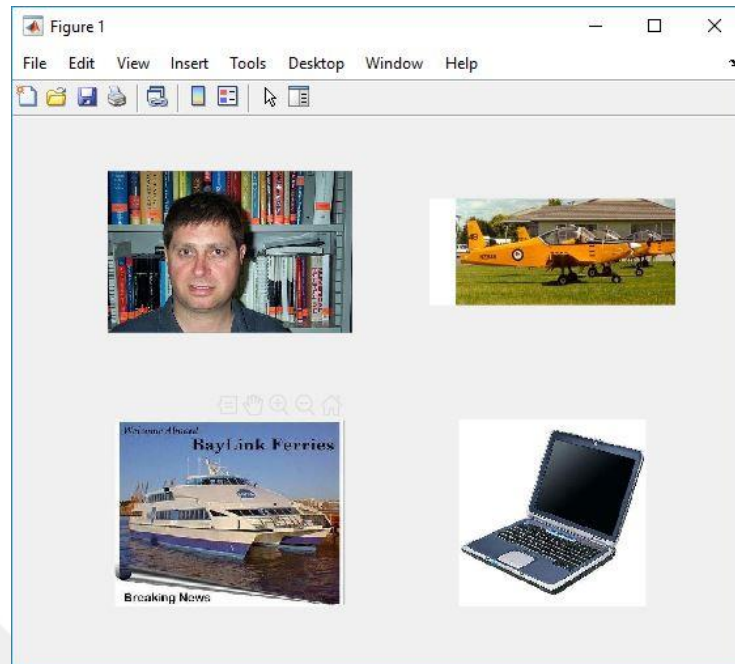 Figure 1
File Edit View Insert Tools Desktop Window Help
Welcome Aboard
BayLink Ferries
Breaking News